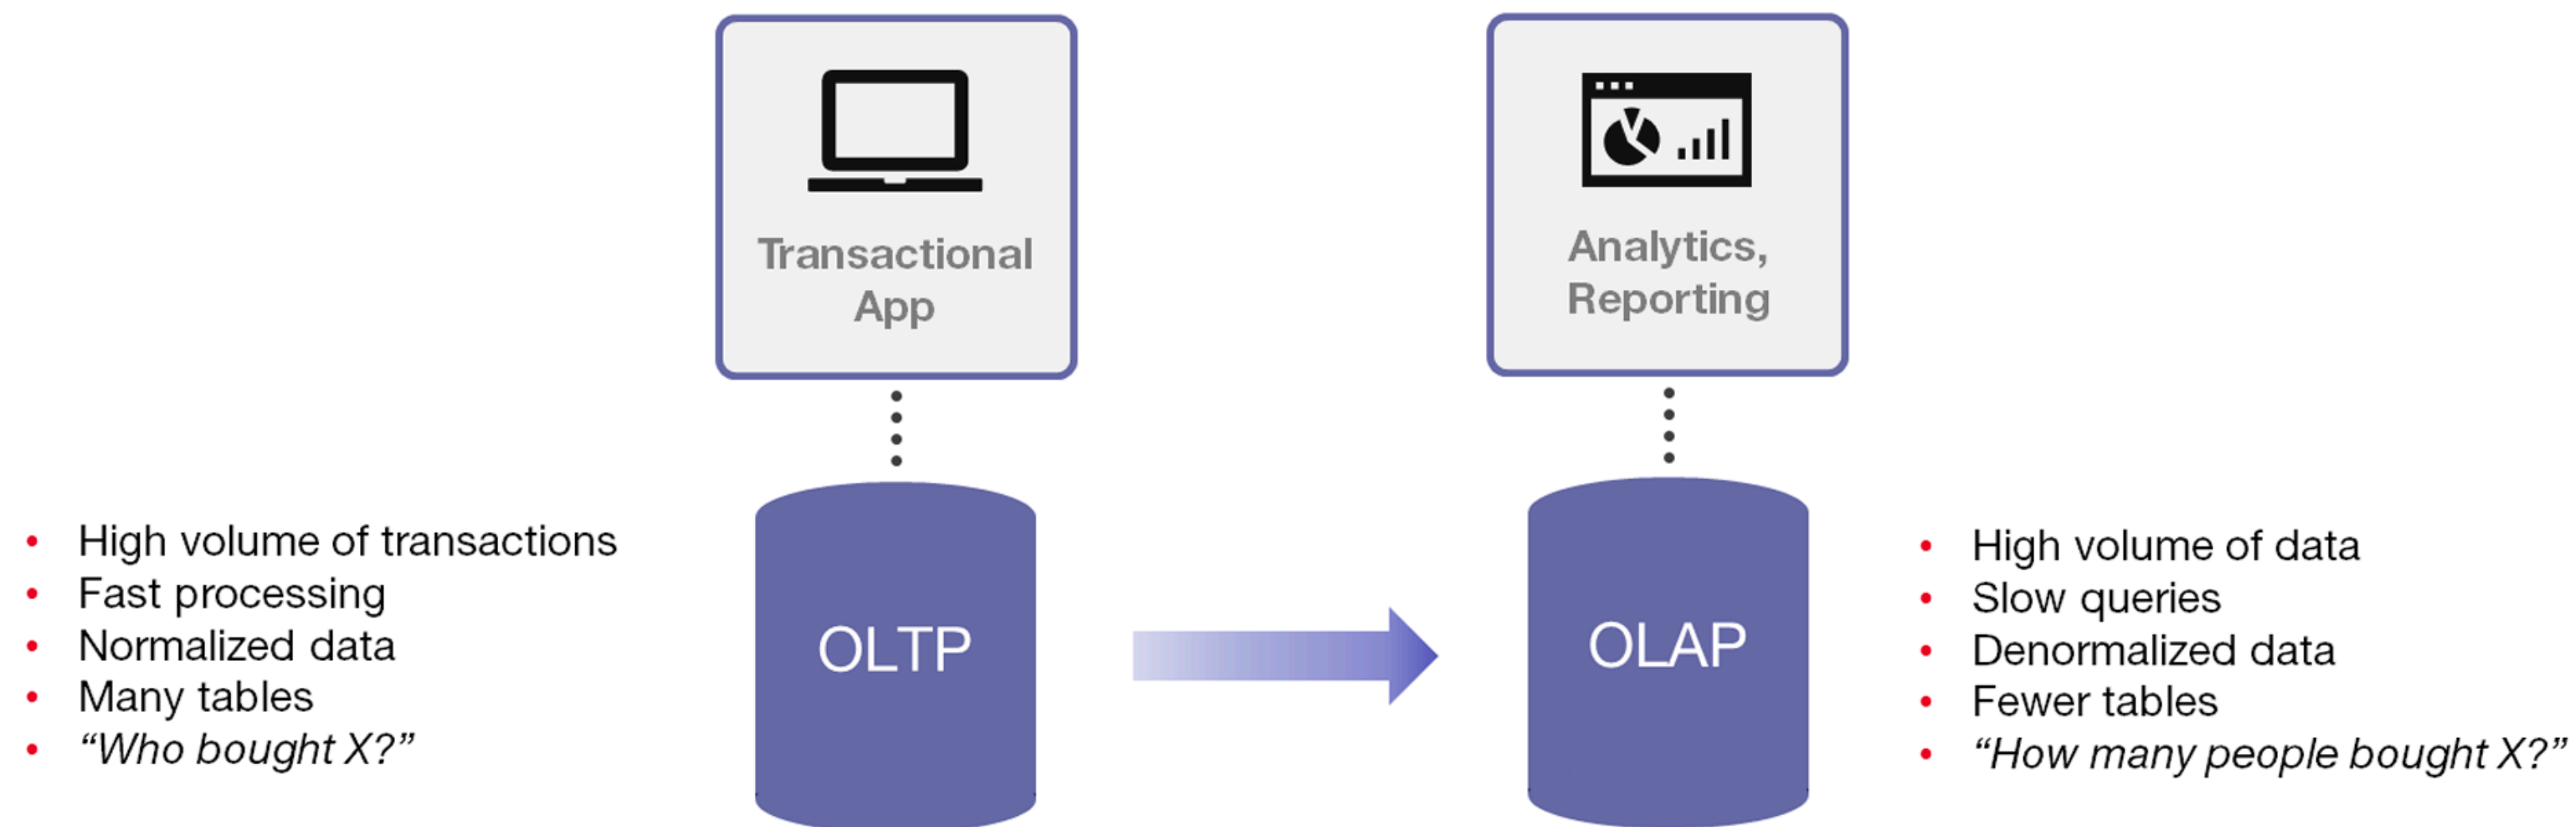 Transactional
App
Analytics,
Reporting
• High volume of transactions
• Fast processing
• Normalized data
• Many tables
• “Who bought X?”
OLTP
OLAP
• High volume of data
• Slow queries
• Denormalized data
• Fewer tables
• “How many people bought X?”